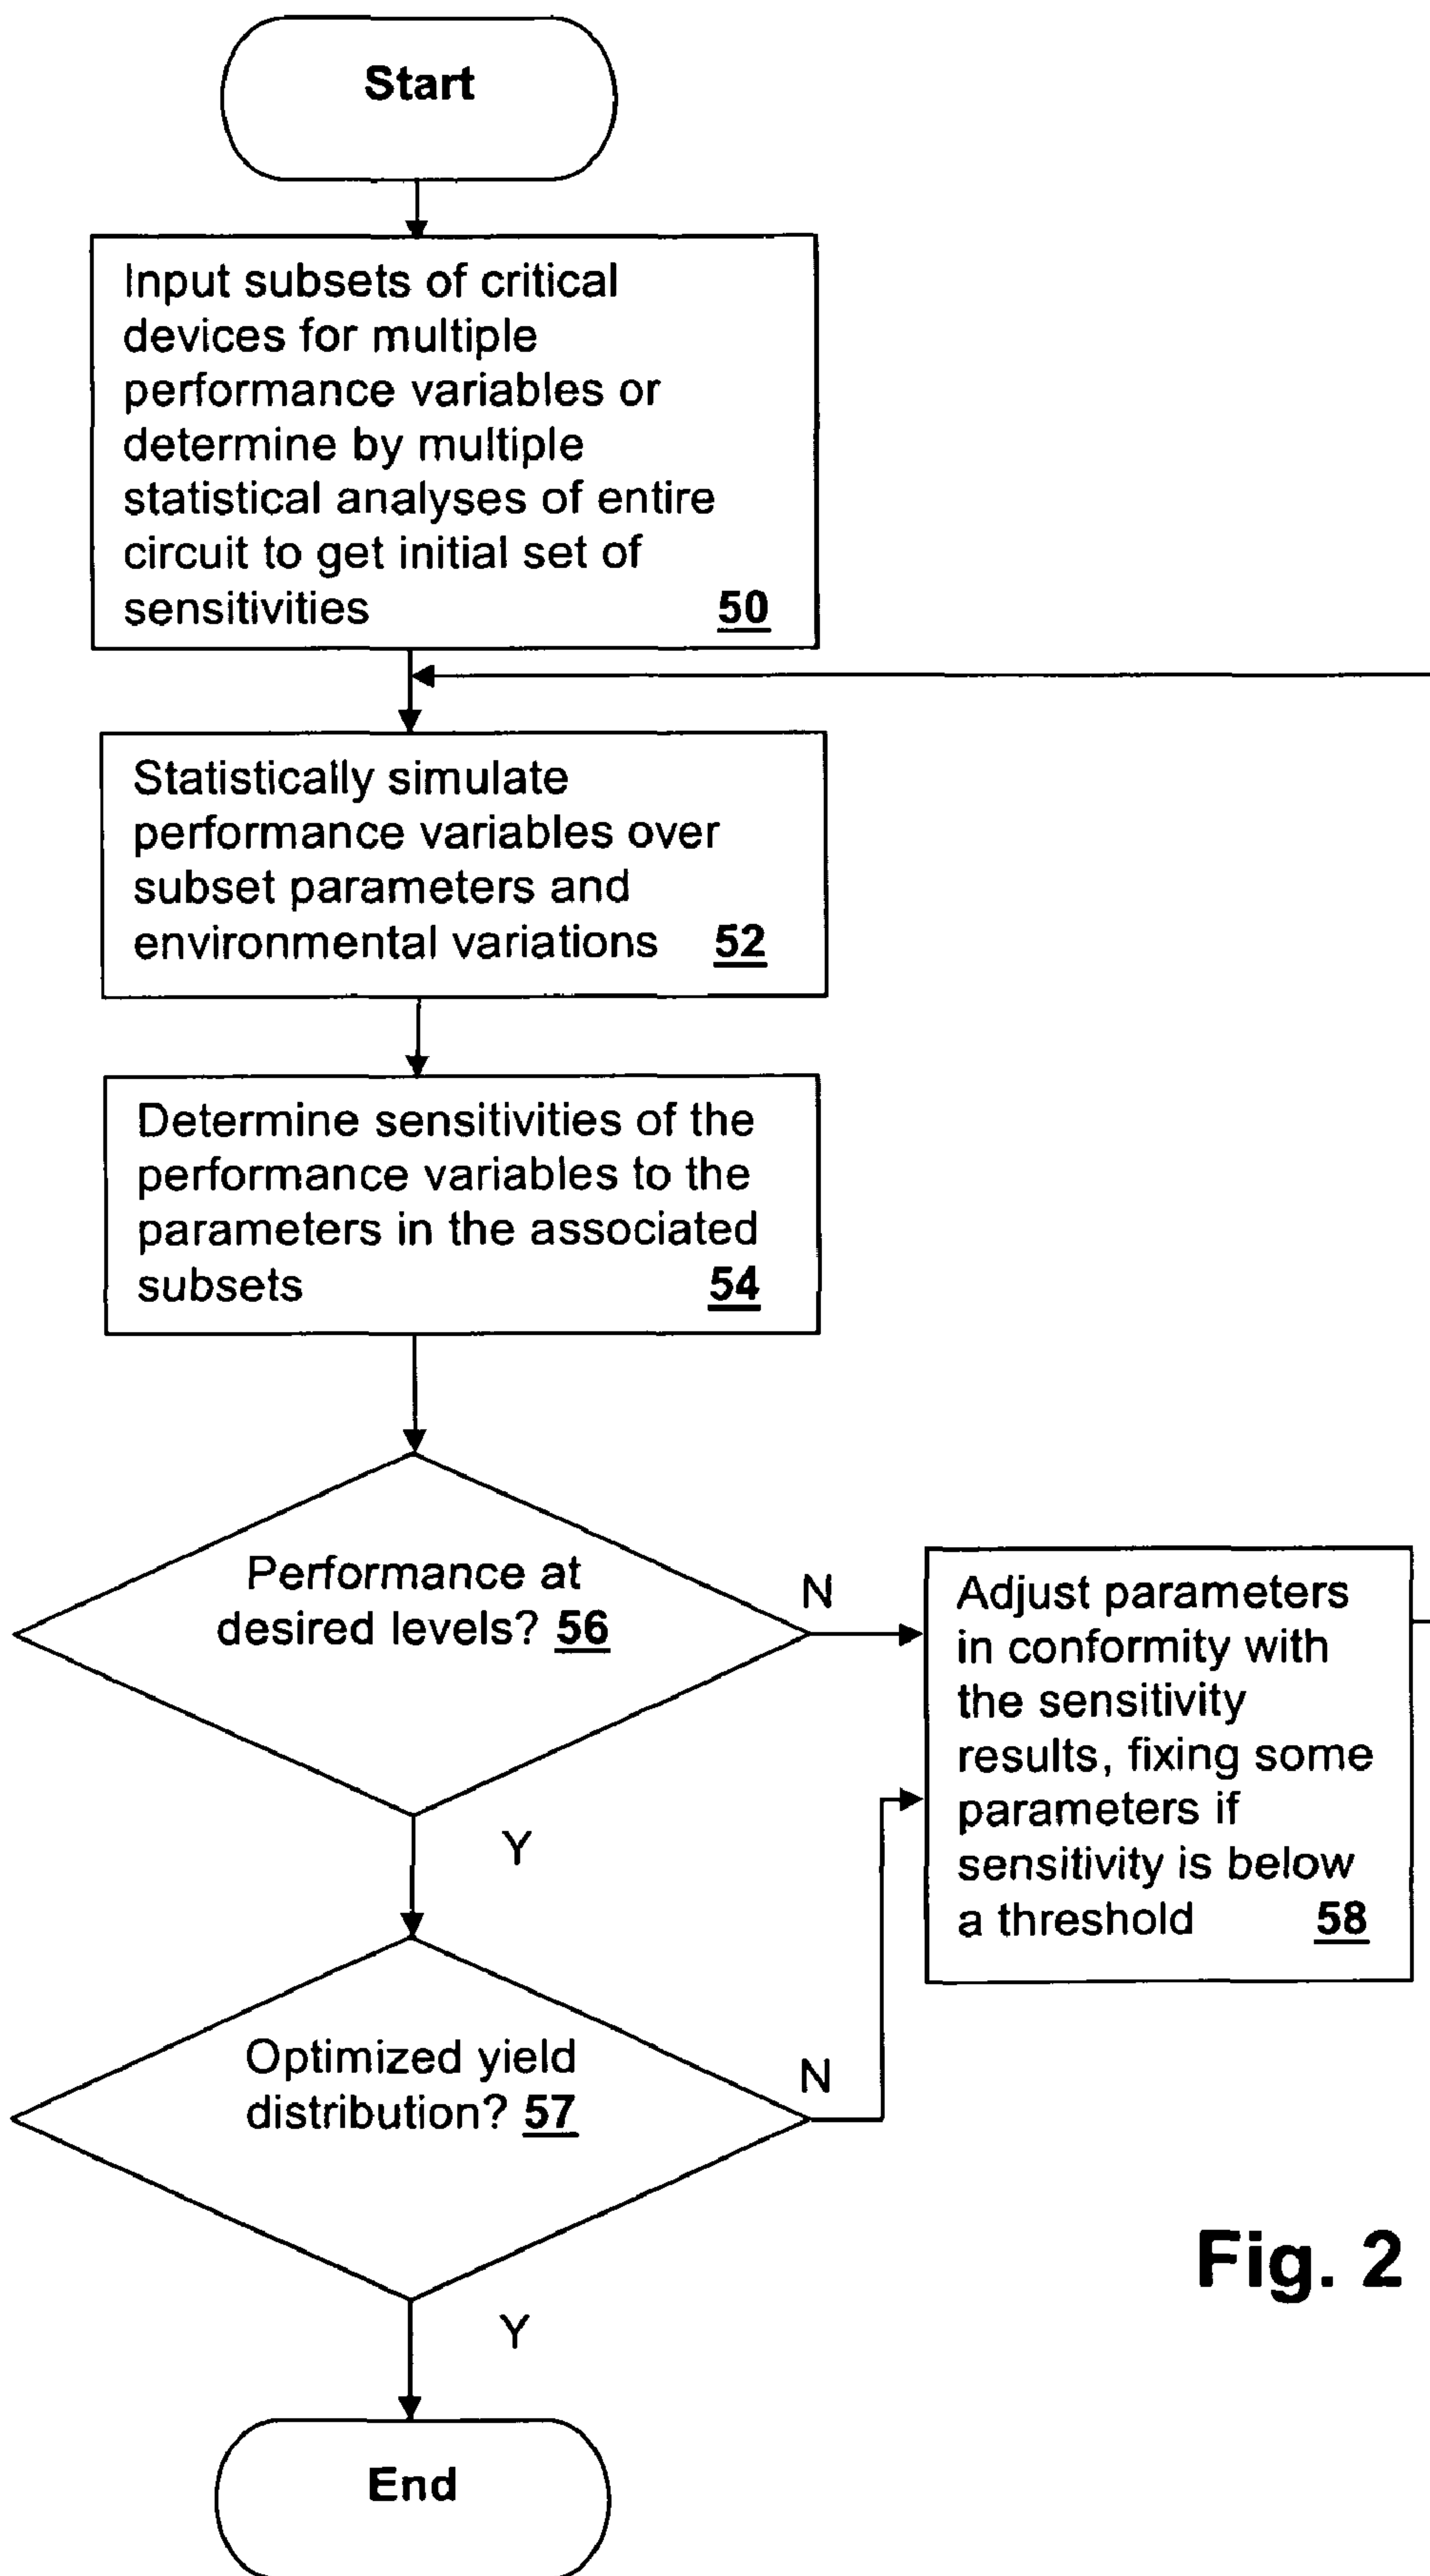 Start
Input subsets of critical
devices for multiple
performance variables or
determine by multiple
statistical analyses of entire
circuit to get initial set of
sensitivities 50
Statistically simulate
performance variables over
subset parameters and
environmental variations 52
Determine sensitivities of the
performance variables to the
parameters in the associated
subsets 54
Performance at
desired levels? 56
N
Y
Adjust parameters
in conformity with
the sensitivity
results, fixing some
parameters if
sensitivity is below
a threshold 58
Optimized yield
distribution? 57
N
Y
Fig. 2
End